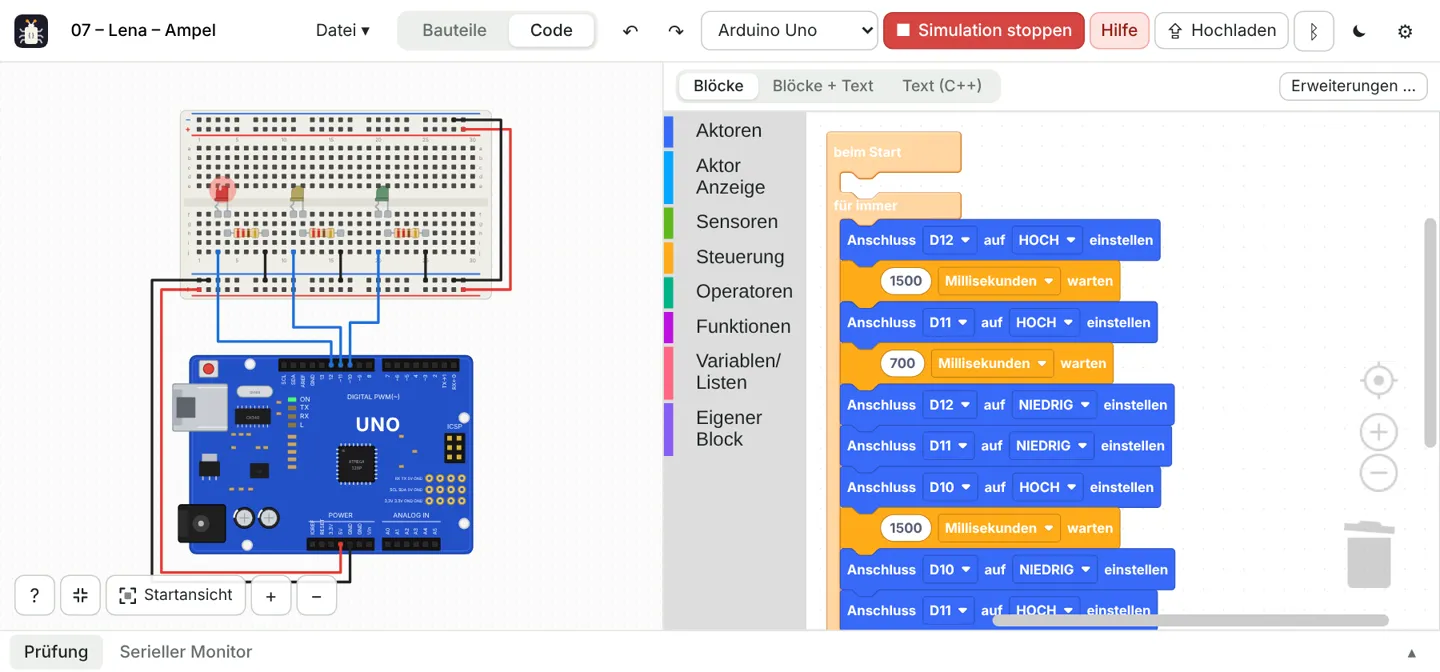 07 – Lena – Ampel
Datei ▾
Bauteile
Code
Arduino Uno
Simulation stoppen
Hilfe
Hochladen
Blöcke
Blöcke + Text
Text (C++)
Erweiterungen ...
Aktoren
Aktor
Anzeige
Sensoren
Steuerung
Operatoren
Funktionen
Variablen/
Listen
Eigener
Block
beim Start
für immer
Anschluss D12 auf HOCH einstellen
1500 Millisekunden warten
Anschluss D11 auf HOCH einstellen
700 Millisekunden warten
Anschluss D12 auf NIEDRIG einstellen
Anschluss D11 auf NIEDRIG einstellen
Anschluss D10 auf HOCH einstellen
1500 Millisekunden warten
Anschluss D10 auf NIEDRIG einstellen
Anschluss D11 auf HOCH einstellen
DIGITAL PWM(~)
ON
TX
RX
L
UNO
ICSP
POWER
ANALOG IN
? Startansicht + −
Prüfung
Serieller Monitor